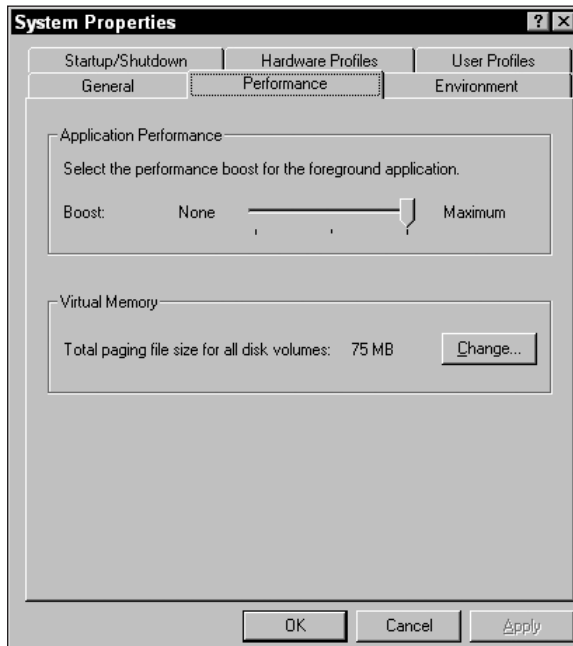 System Properties
Startup/Shutdown Hardware Profiles User Profiles
General Performance Environment
Application Performance
Select the performance boost for the foreground application.
Boost: None Maximum
Virtual Memory
Total paging file size for all disk volumes: 75 MB Change...
OK Cancel Apply